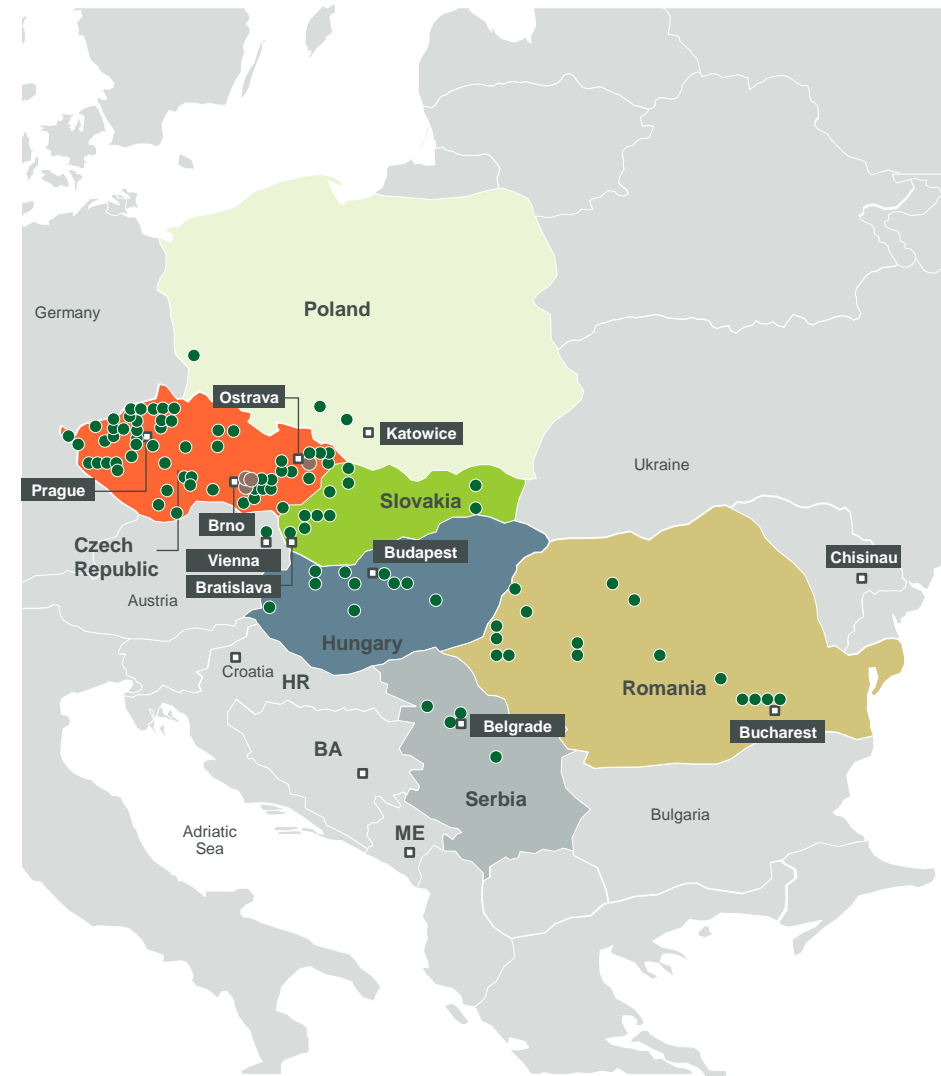 Germany
Poland
Ostrava
Katowice
Ukraine
Prague
Slovakia
Brno
Czech
Republic
Vienna
Budapest
Chisinau
Bratislava
Austria
Hungary
Croatia
HR
Romania
Belgrade
Bucharest
BA
Serbia
Bulgaria
Adriatic
Sea
ME